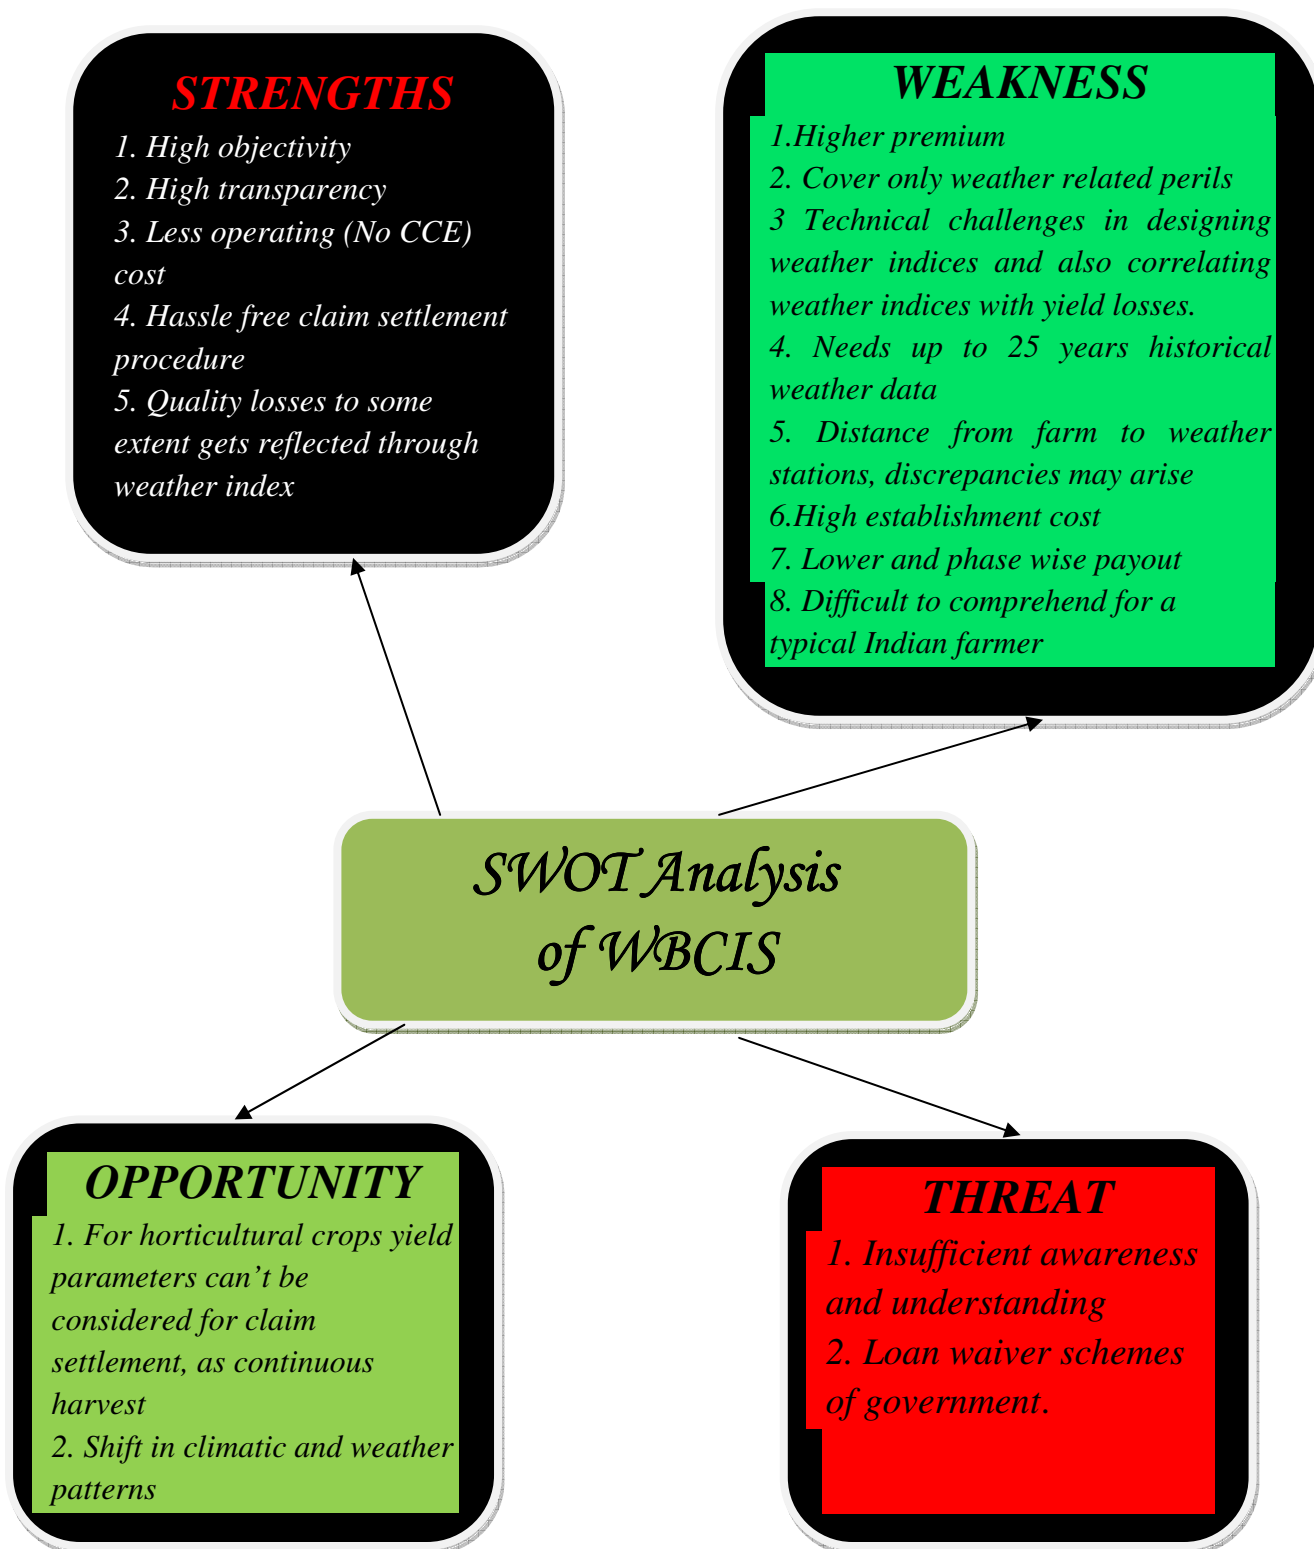 STRENGTHS
1. High objectivity
2. High transparency
3. Less operating (No CCE)
cost
4. Hassle free claim settlement
procedure
5. Quality losses to some
extent gets reflected through
weather index
WEAKNESS
1.Higher premium
2. Cover only weather related perils
3 Technical challenges in designing
weather indices and also correlating
weather indices with yield losses.
4. Needs up to 25 years historical
weather data
5. Distance from farm to weather
stations, discrepancies may arise
6.High establishment cost
7. Lower and phase wise payout
8. Difficult to comprehend for a
typical Indian farmer
SWOT Analysis
of WBCIS
OPPORTUNITY
1. For horticultural crops yield
parameters can’t be
considered for claim
settlement, as continuous
harvest
2. Shift in climatic and weather
patterns
THREAT
1. Insufficient awareness
and understanding
2. Loan waiver schemes
of government.